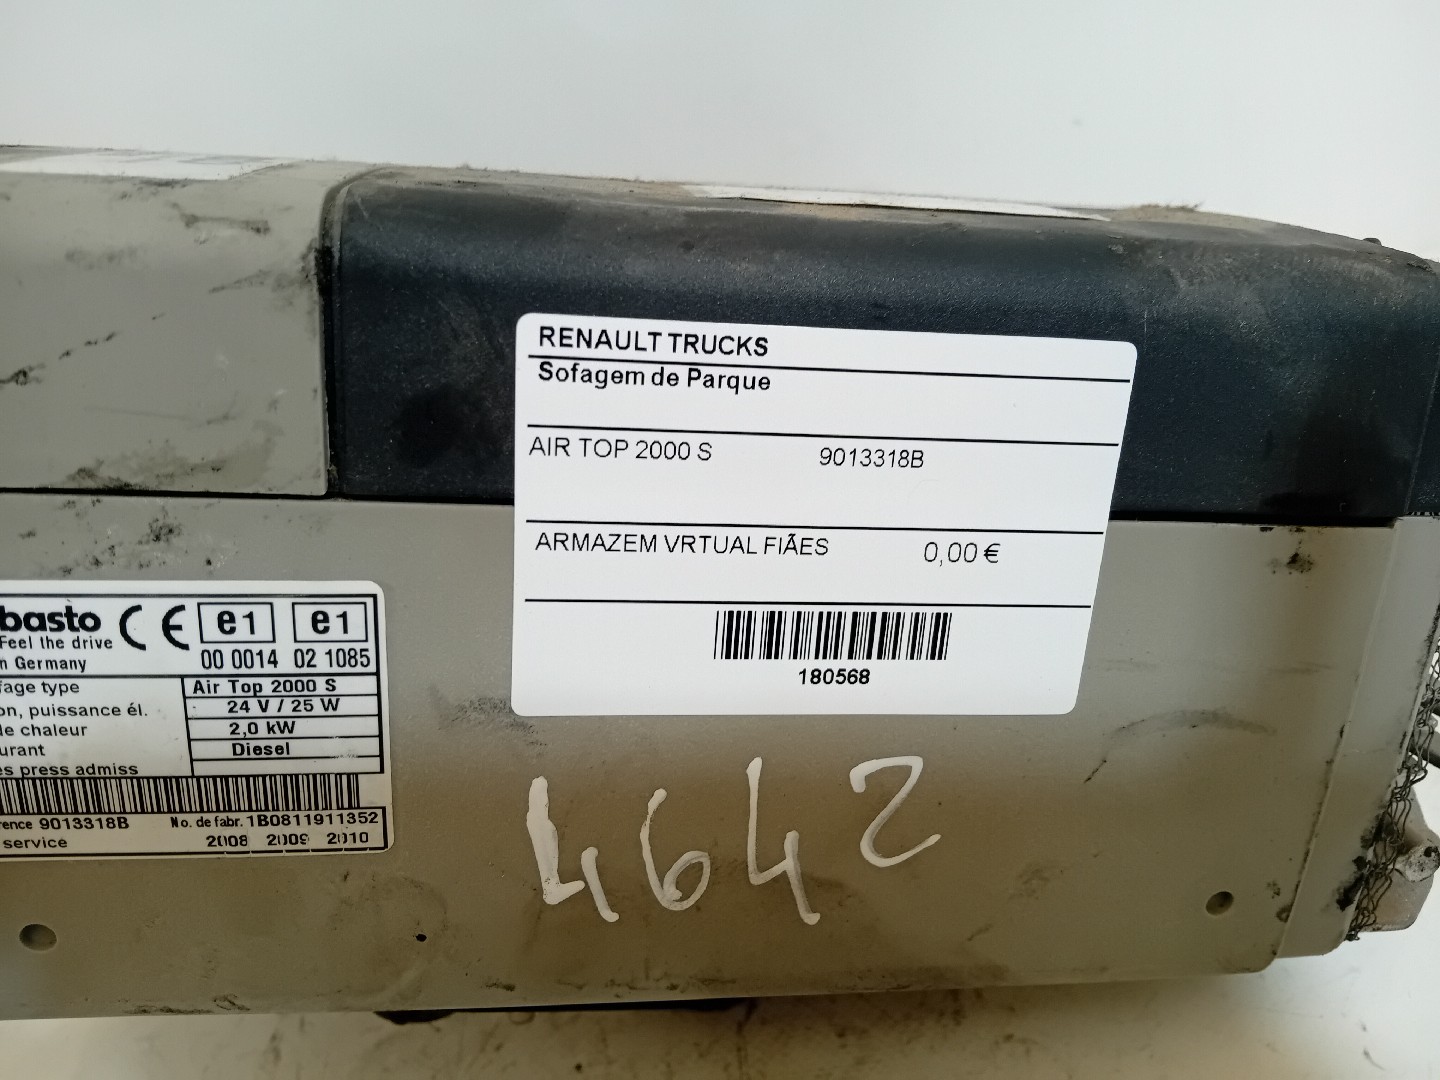 RENAULT TRUCKS
Sofagem de Parque
AIR TOP 2000 S 9013318B
ARMAZEM VRTUAL FIÃES 0,00 €
180568
basto CE e1 e1
Feel the drive
n Germany 00 0014 02 1085
fage type Air Top 2000 S
on, puissance él. 24 V / 25 W
de chaleur 2,0 kW
urant Diesel
es press admiss
rence 9013318B No. de fabr. 1B0811911352
service 2008 2009 2010
4642